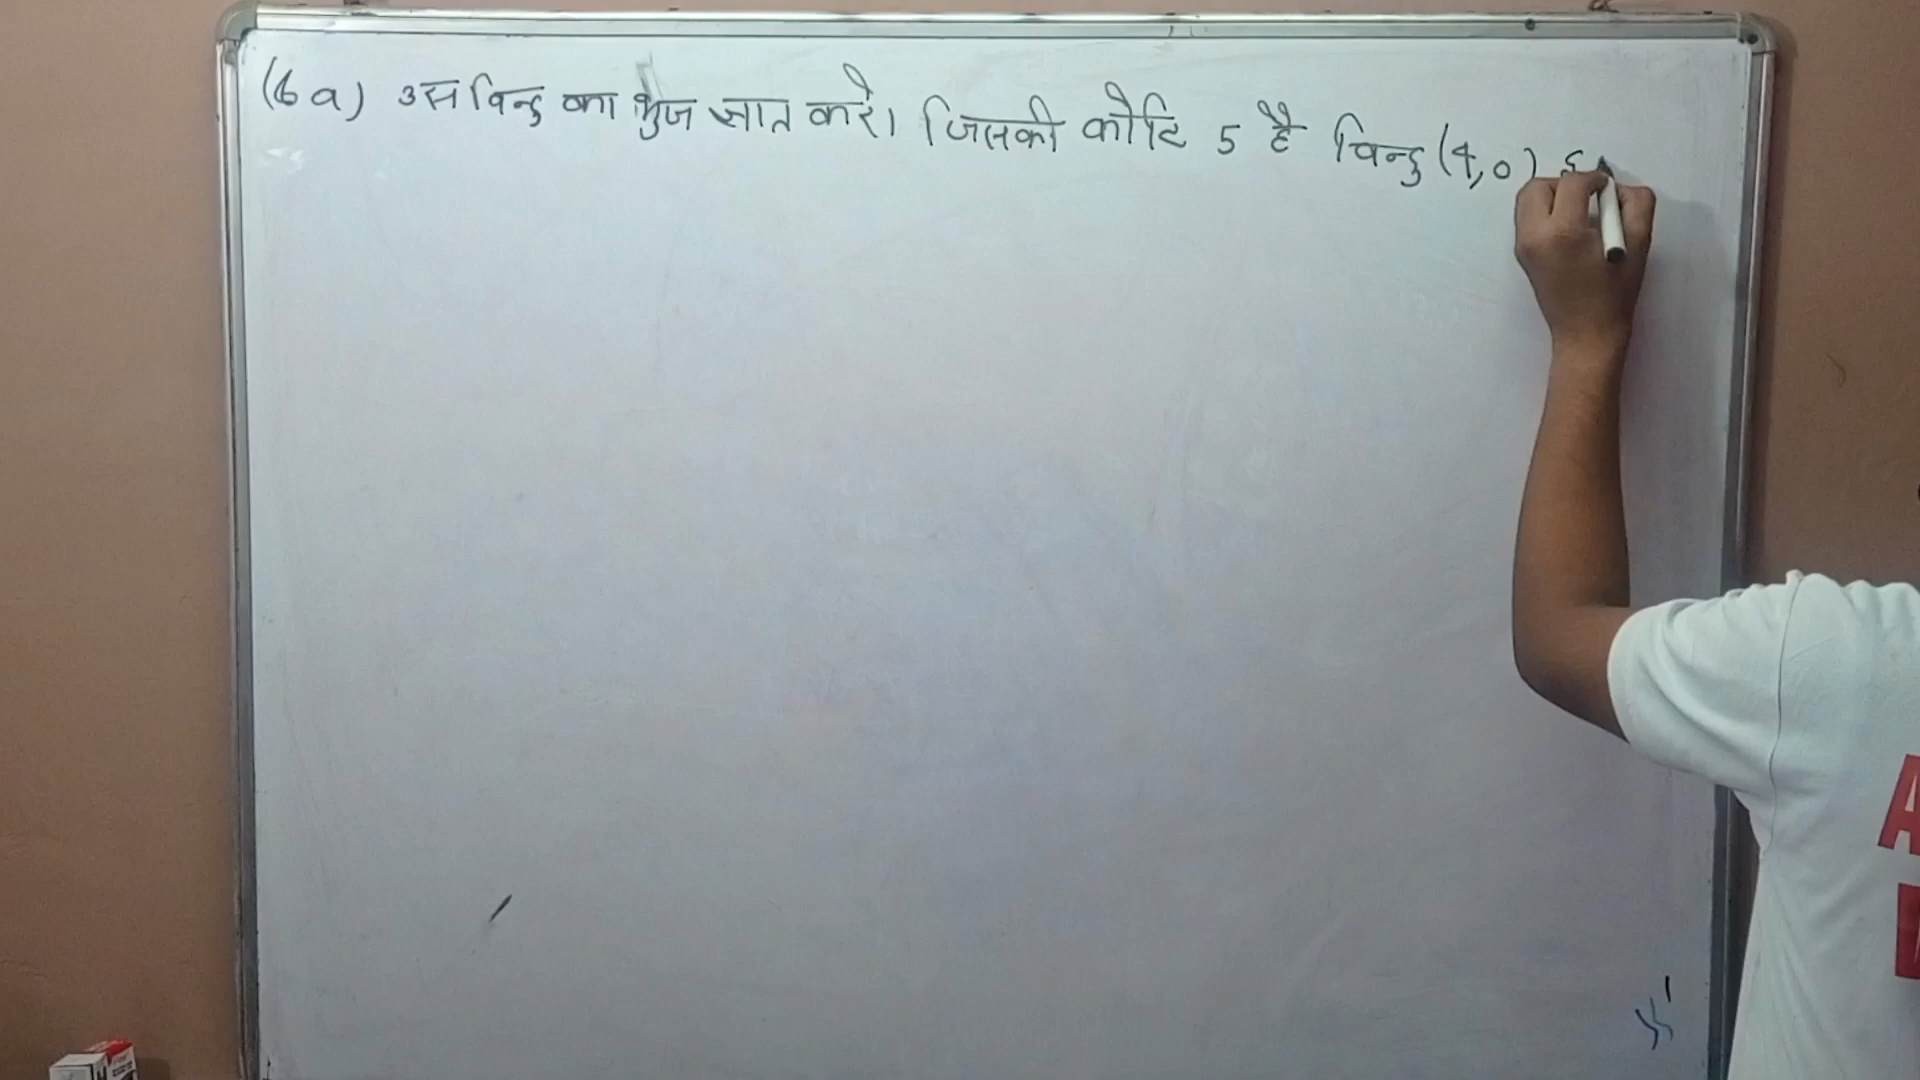 (6a) उस विन्दु का भुज ज्ञात करे। जिसकी कोटि 5 है विन्दु (4,0)